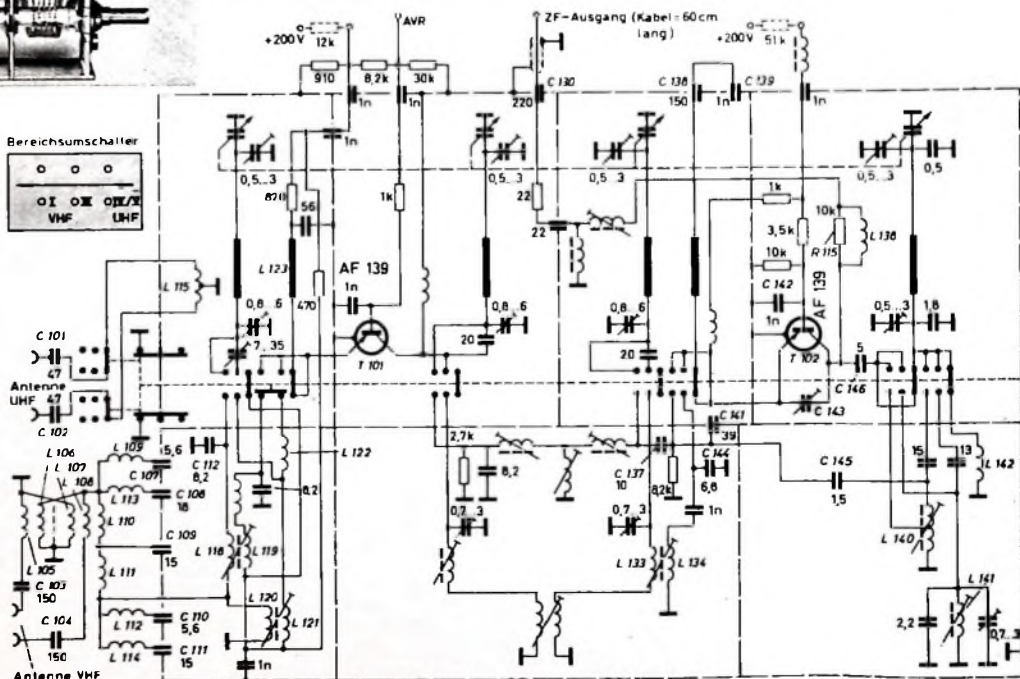 +200V
12k
AVR
ZF-Ausgang (Kabel=60cm
lang)
+200V
51k
910
8,2k
30k
1n
1n
C 130
220
C 138
150
C 139
1n
1n
1n
Bereichsumschalter
I
III
IV/V
VHF
UHF
0,5...3
0,5...3
0,5...3
0,5...3
0,5
820
56
1k
22
22
1k
3,5k
10k
10k
R 115
L 138
L 115
L 123
470
AF 139
1n
C 142
1n
AF 139
T 101
T 102
0,8...6
7...35
0,8...6
20
0,8...6
20
0,5...3
1,8
C 101
47
Antenne
UHF
47
C 102
5
C 146
C 143
C 141
39
L 106
L 107
L 108
L 109
5,6
C 107
C 112
8,2
L 122
2,7k
8,2
C 137
10
8,2k
C 144
6,8
C 145
1,5
15
13
L 142
L 113
C 108
18
L 110
8,2
C 109
15
L 111
1n
L 105
C 103
150
L 118
L 119
0,7...3
0,7...3
L 133
L 134
L 140
L 141
L 112
C 110
5,6
C 104
150
L 114
C 111
15
L 120
L 121
1n
2,2
0,7...3
Antenne VHF